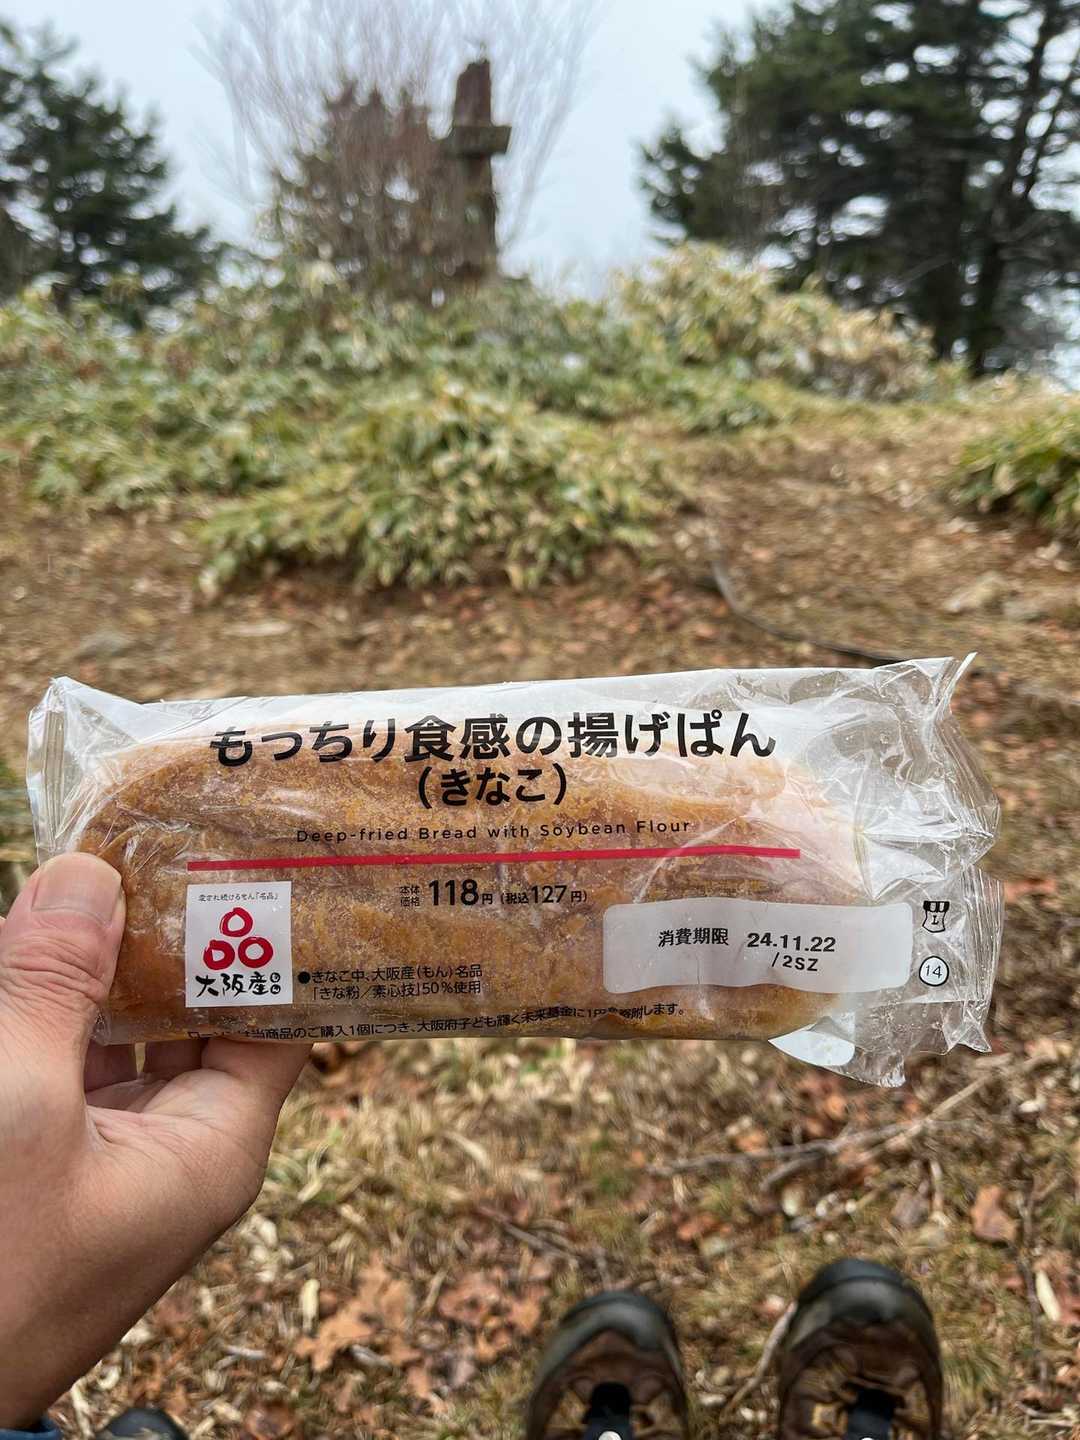 もっちり食感の揚げぱん
(きなこ)
Deep-fried Bread with Soybean Flour
本体価格 118円 (税込127円)
愛され続けるせん「名品」
大阪産
●きなこ中、大阪産(もん)名品
「きな粉/素心技」50%使用
消費期限 24.11.22
/2SZ
L
14
当商品のご購入1個につき、大阪府子ども輝く未来基金に1円を寄附します。